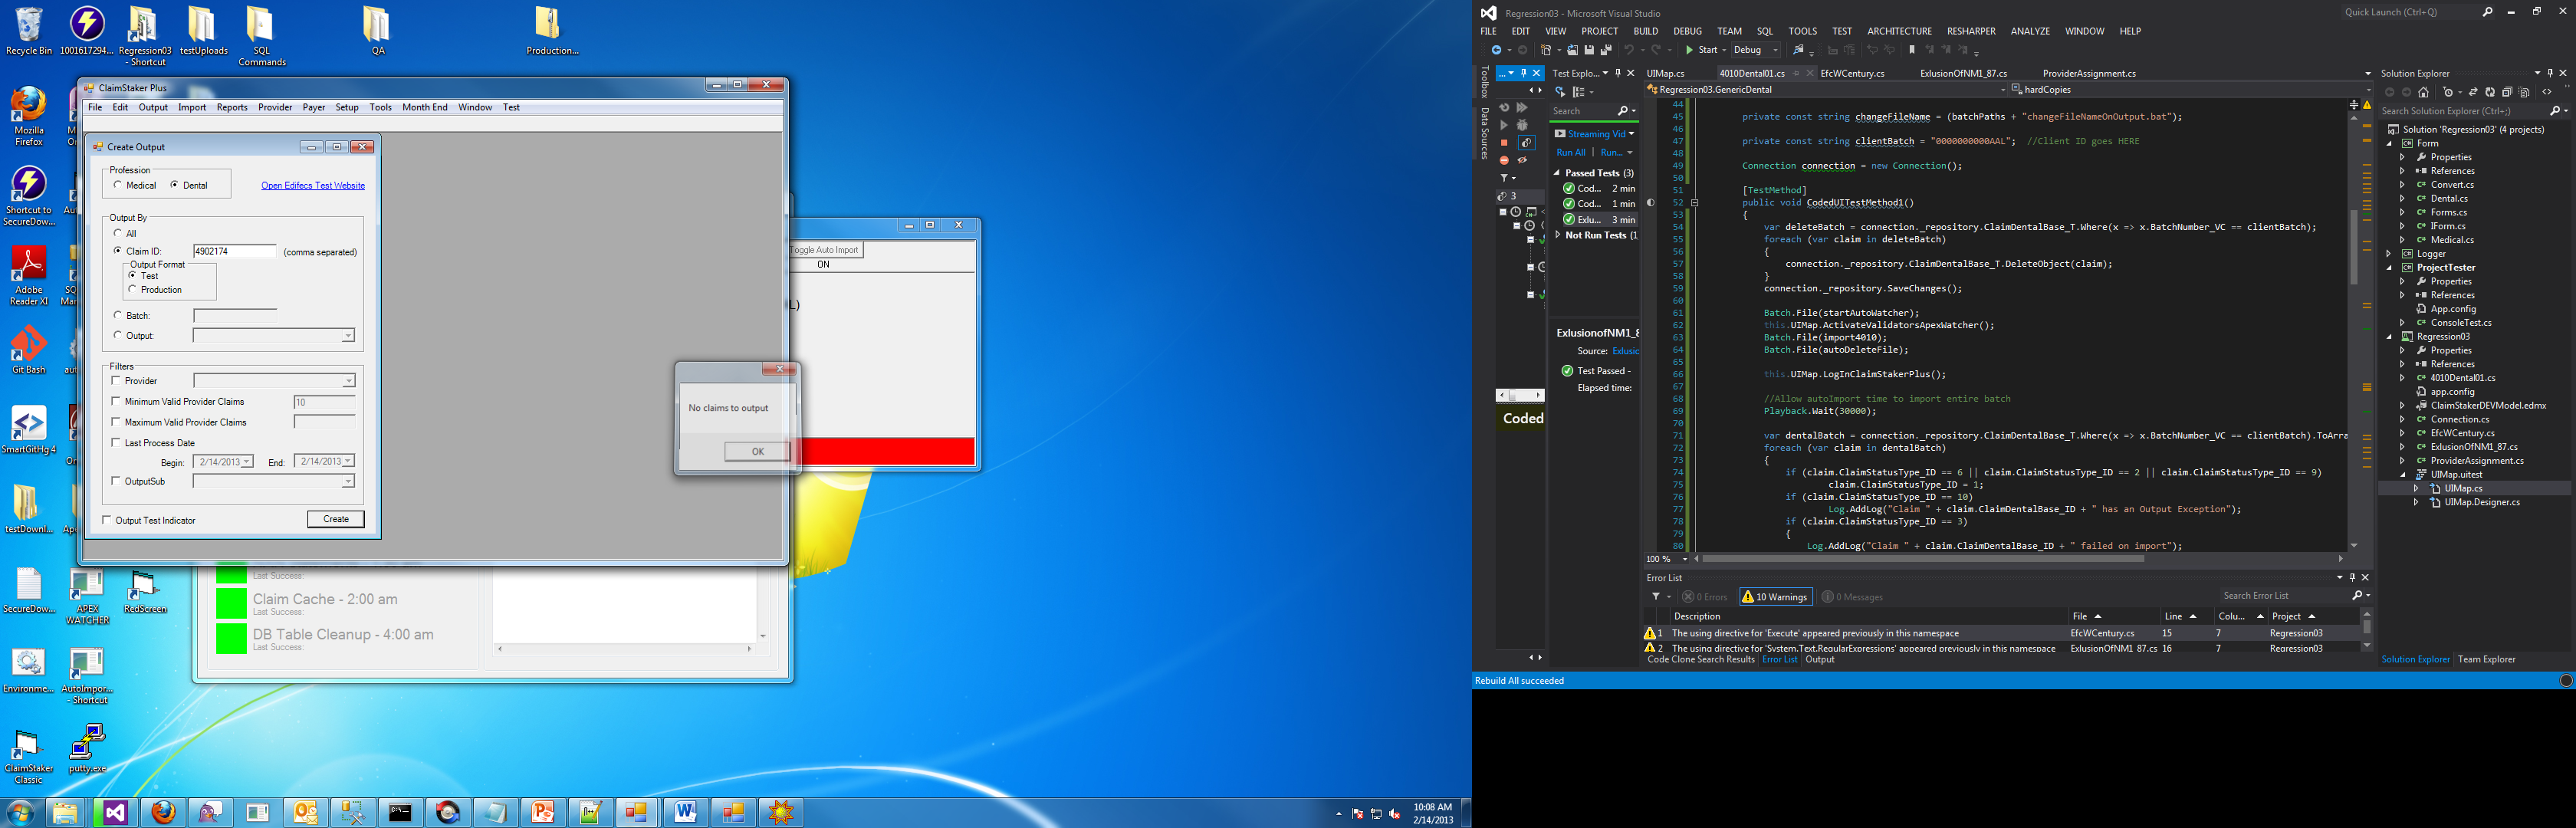 Recycle Bin
1001617294...
Regression03 - Shortcut
testUploads
SQL Commands
QA
Production...
Mozilla Firefox
Shortcut to SecureDow...
Adobe Reader XI
Git Bash
SmartGitHg 4
testDownl...
SecureDow...
APEX WATCHER
RedScreen
Environme...
AutoImpor... - Shortcut
ClaimStaker Classic
putty.exe
ClaimStaker Plus
File Edit Output Import Reports Provider Payer Setup Tools Month End Window Test
Create Output
Profession
Medical Dental
Open Edifecs Test Website
Output By
All
Claim ID: 4902174 (comma separated)
Output Format
Test
Production
Batch:
Output:
Filters
Provider
Minimum Valid Provider Claims 10
Maximum Valid Provider Claims
Last Process Date
Begin: 2/14/2013 End: 2/14/2013
OutputSub
Output Test Indicator
Create
Toggle Auto Import
ON
No claims to output
OK
Last Success:
Claim Cache - 2:00 am
Last Success:
DB Table Cleanup - 4:00 am
Last Success:
10:08 AM
2/14/2013
Regression03 - Microsoft Visual Studio
Quick Launch (Ctrl+Q)
FILE EDIT VIEW PROJECT BUILD DEBUG TEAM SQL TOOLS TEST ARCHITECTURE RESHARPER ANALYZE WINDOW HELP
Start Debug
Toolbox
Data Sources
Test Explo...
Search
Streaming Vid
Run All | Run...
Passed Tests (3)
Cod... 2 min
Cod... 1 min
Exlu... 3 min
Not Run Tests (1
3
ExlusionofNM1_8
Source: Exlusic
Test Passed -
Elapsed time:
Coded
UIMap.cs 4010Dental01.cs EfcWCentury.cs ExlusionOfNM1_87.cs ProviderAssignment.cs
Regression03.GenericDental hardCopies
44
45 private const string changeFileName = (batchPaths + "changeFileNameOnOutput.bat");
46
47 private const string clientBatch = "0000000000AAL"; //Client ID goes HERE
48
49 Connection connection = new Connection();
50
51 [TestMethod]
52 public void CodedUITestMethod1()
53 {
54 var deleteBatch = connection._repository.ClaimDentalBase_T.Where(x => x.BatchNumber_VC == clientBatch);
55 foreach (var claim in deleteBatch)
56 {
57 connection._repository.ClaimDentalBase_T.DeleteObject(claim);
58 }
59 connection._repository.SaveChanges();
60
61 Batch.File(startAutoWatcher);
62 this.UIMap.ActivateValidatorsApexWatcher();
63 Batch.File(import4010);
64 Batch.File(autoDeleteFile);
65
66 this.UIMap.LogInClaimStakerPlus();
67
68 //Allow autoImport time to import entire batch
69 Playback.Wait(30000);
70
71 var dentalBatch = connection._repository.ClaimDentalBase_T.Where(x => x.BatchNumber_VC == clientBatch).ToArra
72 foreach (var claim in dentalBatch)
73 {
74 if (claim.ClaimStatusType_ID == 6 || claim.ClaimStatusType_ID == 2 || claim.ClaimStatusType_ID == 9)
75 claim.ClaimStatusType_ID = 1;
76 if (claim.ClaimStatusType_ID == 10)
77 Log.AddLog("Claim " + claim.ClaimDentalBase_ID + " has an Output Exception");
78 if (claim.ClaimStatusType_ID == 3)
79 {
80 Log.AddLog("Claim " + claim.ClaimDentalBase_ID + " failed on import");
100 %
Error List
0 Errors 10 Warnings 0 Messages
Search Error List
Description File Line Colu... Project
1 The using directive for 'Execute' appeared previously in this namespace EfcWCentury.cs 15 7 Regression03
2 The using directive for 'System.Text.RegularExpressions' appeared previously in this namespace ExlusionOfNM1_87.cs 16 7 Regression03
Code Clone Search Results Error List Output
Rebuild All succeeded
Solution Explorer
Search Solution Explorer (Ctrl+;)
Solution 'Regression03' (4 projects)
Form
Properties
References
Convert.cs
Dental.cs
Forms.cs
IForm.cs
Medical.cs
Logger
ProjectTester
Properties
References
App.config
ConsoleTest.cs
Regression03
Properties
References
4010Dental01.cs
app.config
ClaimStakerDEVModel.edmx
Connection.cs
EfcWCentury.cs
ExlusionOfNM1_87.cs
ProviderAssignment.cs
UIMap.uitest
UIMap.cs
UIMap.Designer.cs
Solution Explorer Team Explorer